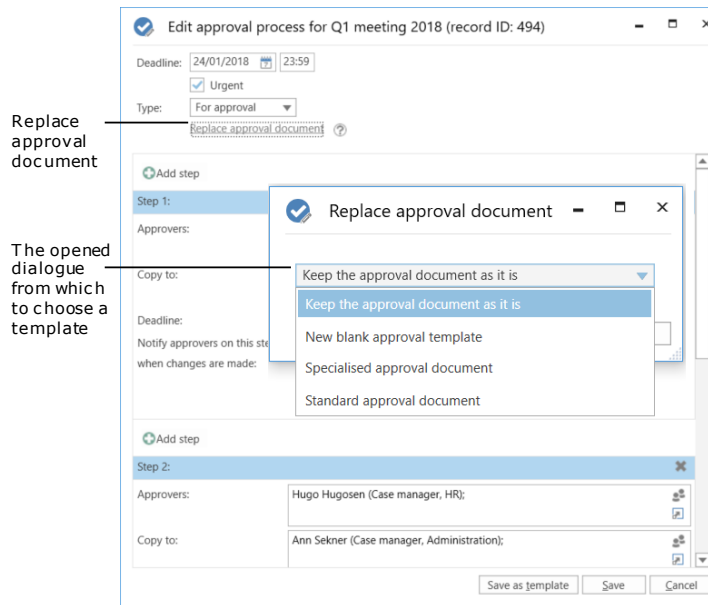 Edit approval process for Q1 meeting 2018 (record ID: 494)
Deadline: 24/01/2018 23:59
Urgent
Type: For approval
Replace approval document
Replace
approval
document
Add step
Step 1:
Approvers:
Copy to:
Deadline:
Notify approvers on this ste
when changes are made:
Replace approval document
The opened
dialogue
from which
to choose a
template
Keep the approval document as it is
Keep the approval document as it is
New blank approval template
Specialised approval document
Standard approval document
Add step
Step 2:
Approvers: Hugo Hugosen (Case manager, HR);
Copy to: Ann Sekner (Case manager, Administration);
Save as template Save Cancel